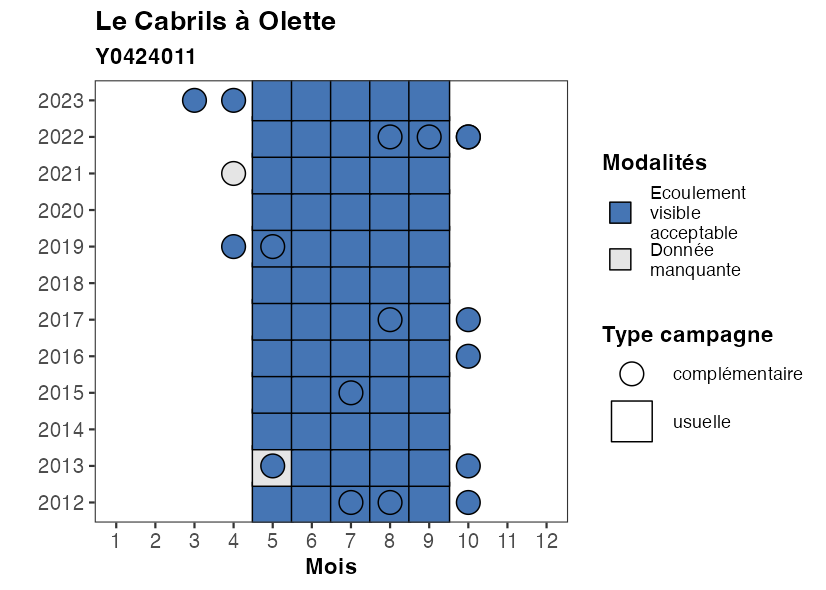 Le Cabrils à Olette
Y0424011
2023
2022
2021
2020
2019
2018
2017
2016
2015
2014
2013
2012
1 2 3 4 5 6 7 8 9 10 11 12
Mois
Modalités
Ecoulement
visible
acceptable
Donnée
manquante
Type campagne
complémentaire
usuelle